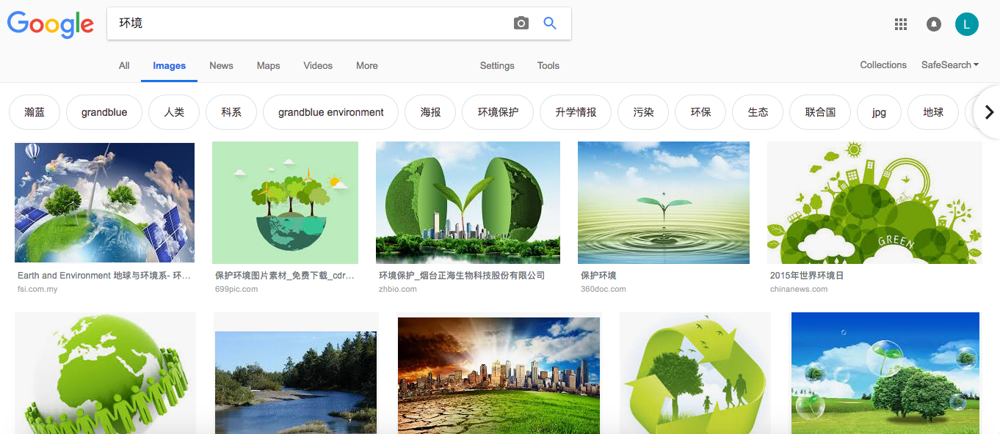 Google
环境
L
All
Images
News
Maps
Videos
More
Settings
Tools
Collections
SafeSearch
瀚蓝
grandblue
人类
科系
grandblue environment
海报
环境保护
升学情报
污染
环保
生态
联合国
jpg
地球
GREEN
Earth and Environment 地球与环境系- 环…
fsi.com.my
保护环境图片素材_免费下载_cdr…
699pic.com
环境保护_烟台正海生物科技股份有限公司
zhbio.com
保护环境
360doc.com
2015年世界环境日
chinanews.com